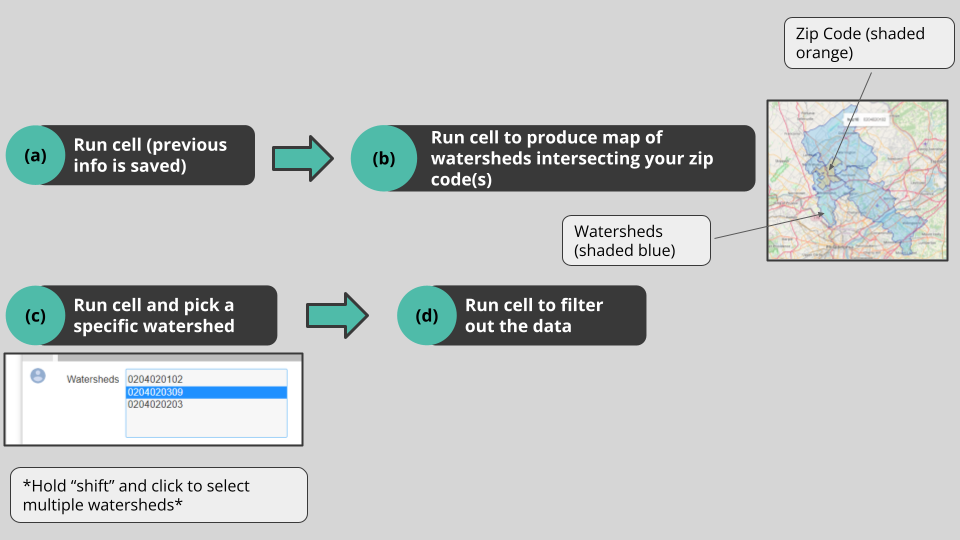 Zip Code (shaded
orange)
(a)
Run cell (previous
info is saved)
(b)
Run cell to produce map of
watersheds intersecting your zip
code(s)
Watersheds
(shaded blue)
(c)
Run cell and pick a
specific watershed
(d)
Run cell to filter
out the data
Watersheds
0204020102
0204020309
0204020203
*Hold “shift” and click to select
multiple watersheds*